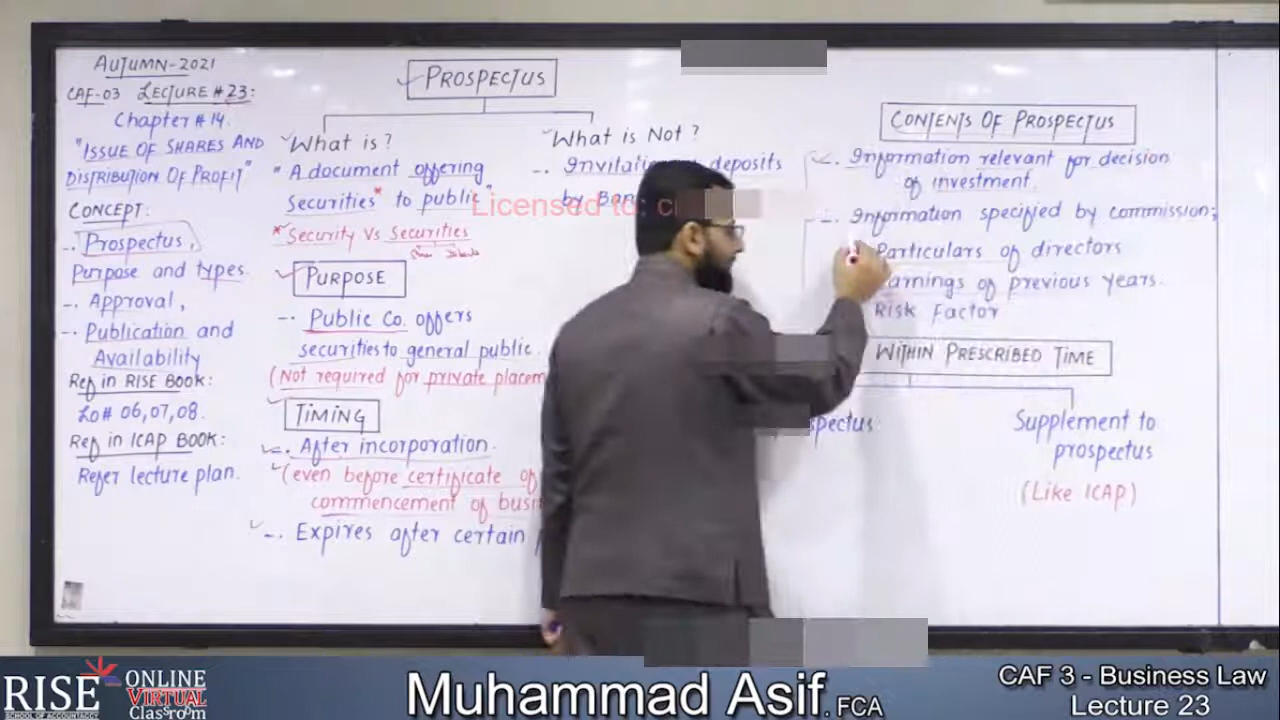 AUTUMN-2021
CAF-03 LECTURE #23:
Chapter #14.
"ISSUE OF SHARES AND
DISTRIBUTION OF PROFIT"
CONCEPT:
-. Prospectus,
Purpose and types.
-. Approval,
-. Publication and
Availability
Ref in RISE BOOK:
Lo# 06,07,08.
Ref in ICAP BOOK:
Refer lecture plan.
PROSPECTUS
What is?
"A document offering
securities* to public"
*Security Vs Securities
PURPOSE
-. Public Co. offers
securities to general public.
(Not required for private
TIMING
-. After incorporation.
(even before certificate of
commencement of
-. Expires after certain
What is Not?
-. deposits
by
Licensed to:
CONTENTS OF PROSPECTUS
-. Information relevant for decision
of investment.
-. Information specified by commission;
Particulars of directors
earnings of previous years.
Risk Factor
WITHIN PRESCRIBED TIME
Supplement to
prospectus
(Like ICAP)
RISE
SCHOOL OF ACCOUNTANCY
ONLINE
VIRTUAL
Classroom
Muhammad Asif. FCA
CAF 3 - Business Law
Lecture 23